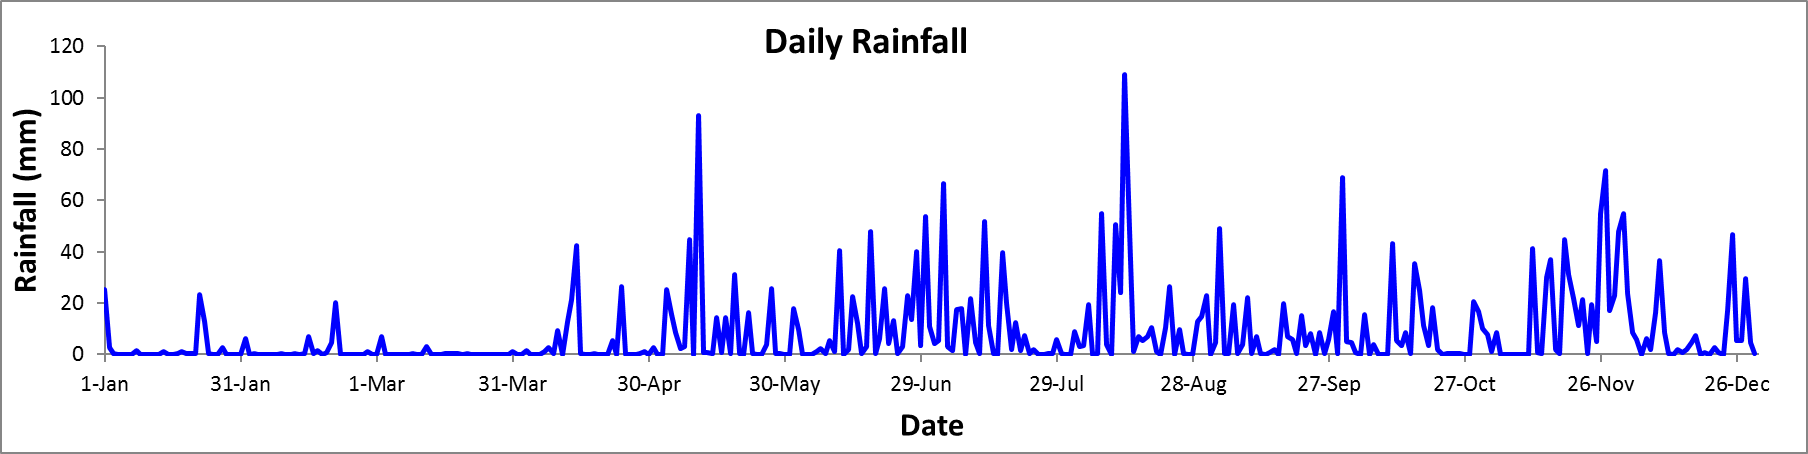 Daily Rainfall
120
100
80
60
40
20
0
Rainfall (mm)
1-Jan 31-Jan 1-Mar 31-Mar 30-Apr 30-May 29-Jun 29-Jul 28-Aug 27-Sep 27-Oct 26-Nov 26-Dec
Date